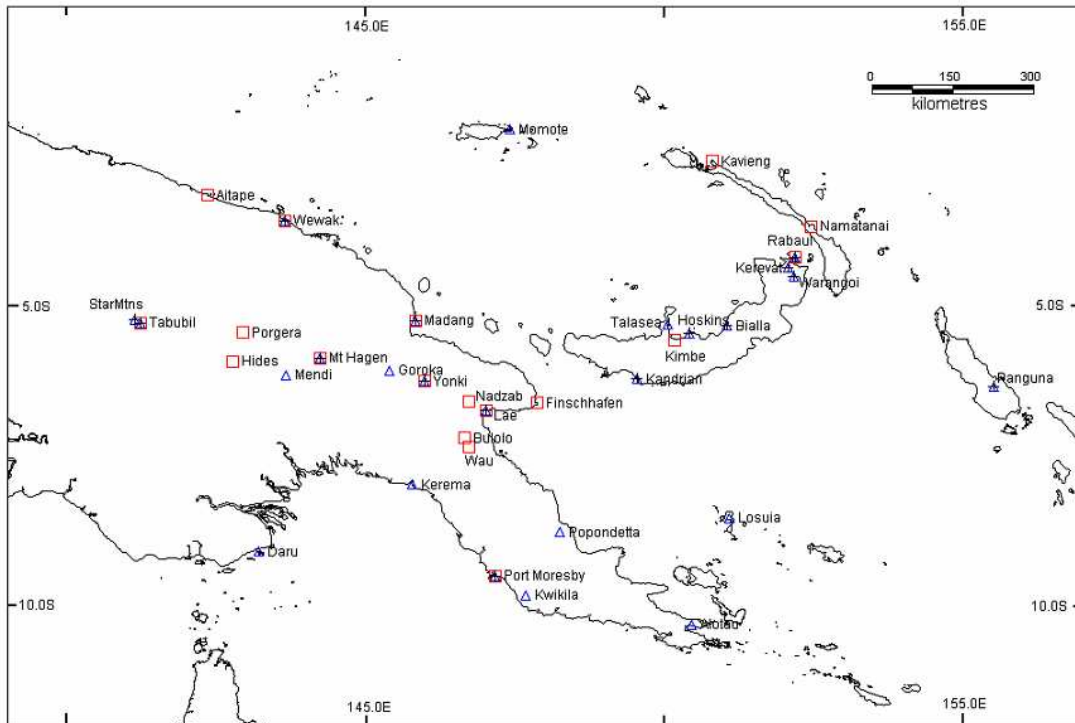 145.0E 155.0E
0 150 300
kilometres
Momote
Kavieng
Aitape
Wewak
Namatanai
Rabaul
Kerevat
Warangoi
5.0S 5.0S
StarMtns
Tabubil
Madang
Talasea Hoskins Bialla
Porgera
Kimbe
Hides
Mt Hagen
Mendi
Goroka
Yonki
Kandrian
Panguna
Nadzab
Finschhafen
Lae
Bulolo
Wau
Kerema
Losuia
Popondetta
Daru
Port Moresby
Kwikila
10.0S 10.0S
Alotau
145.0E 155.0E